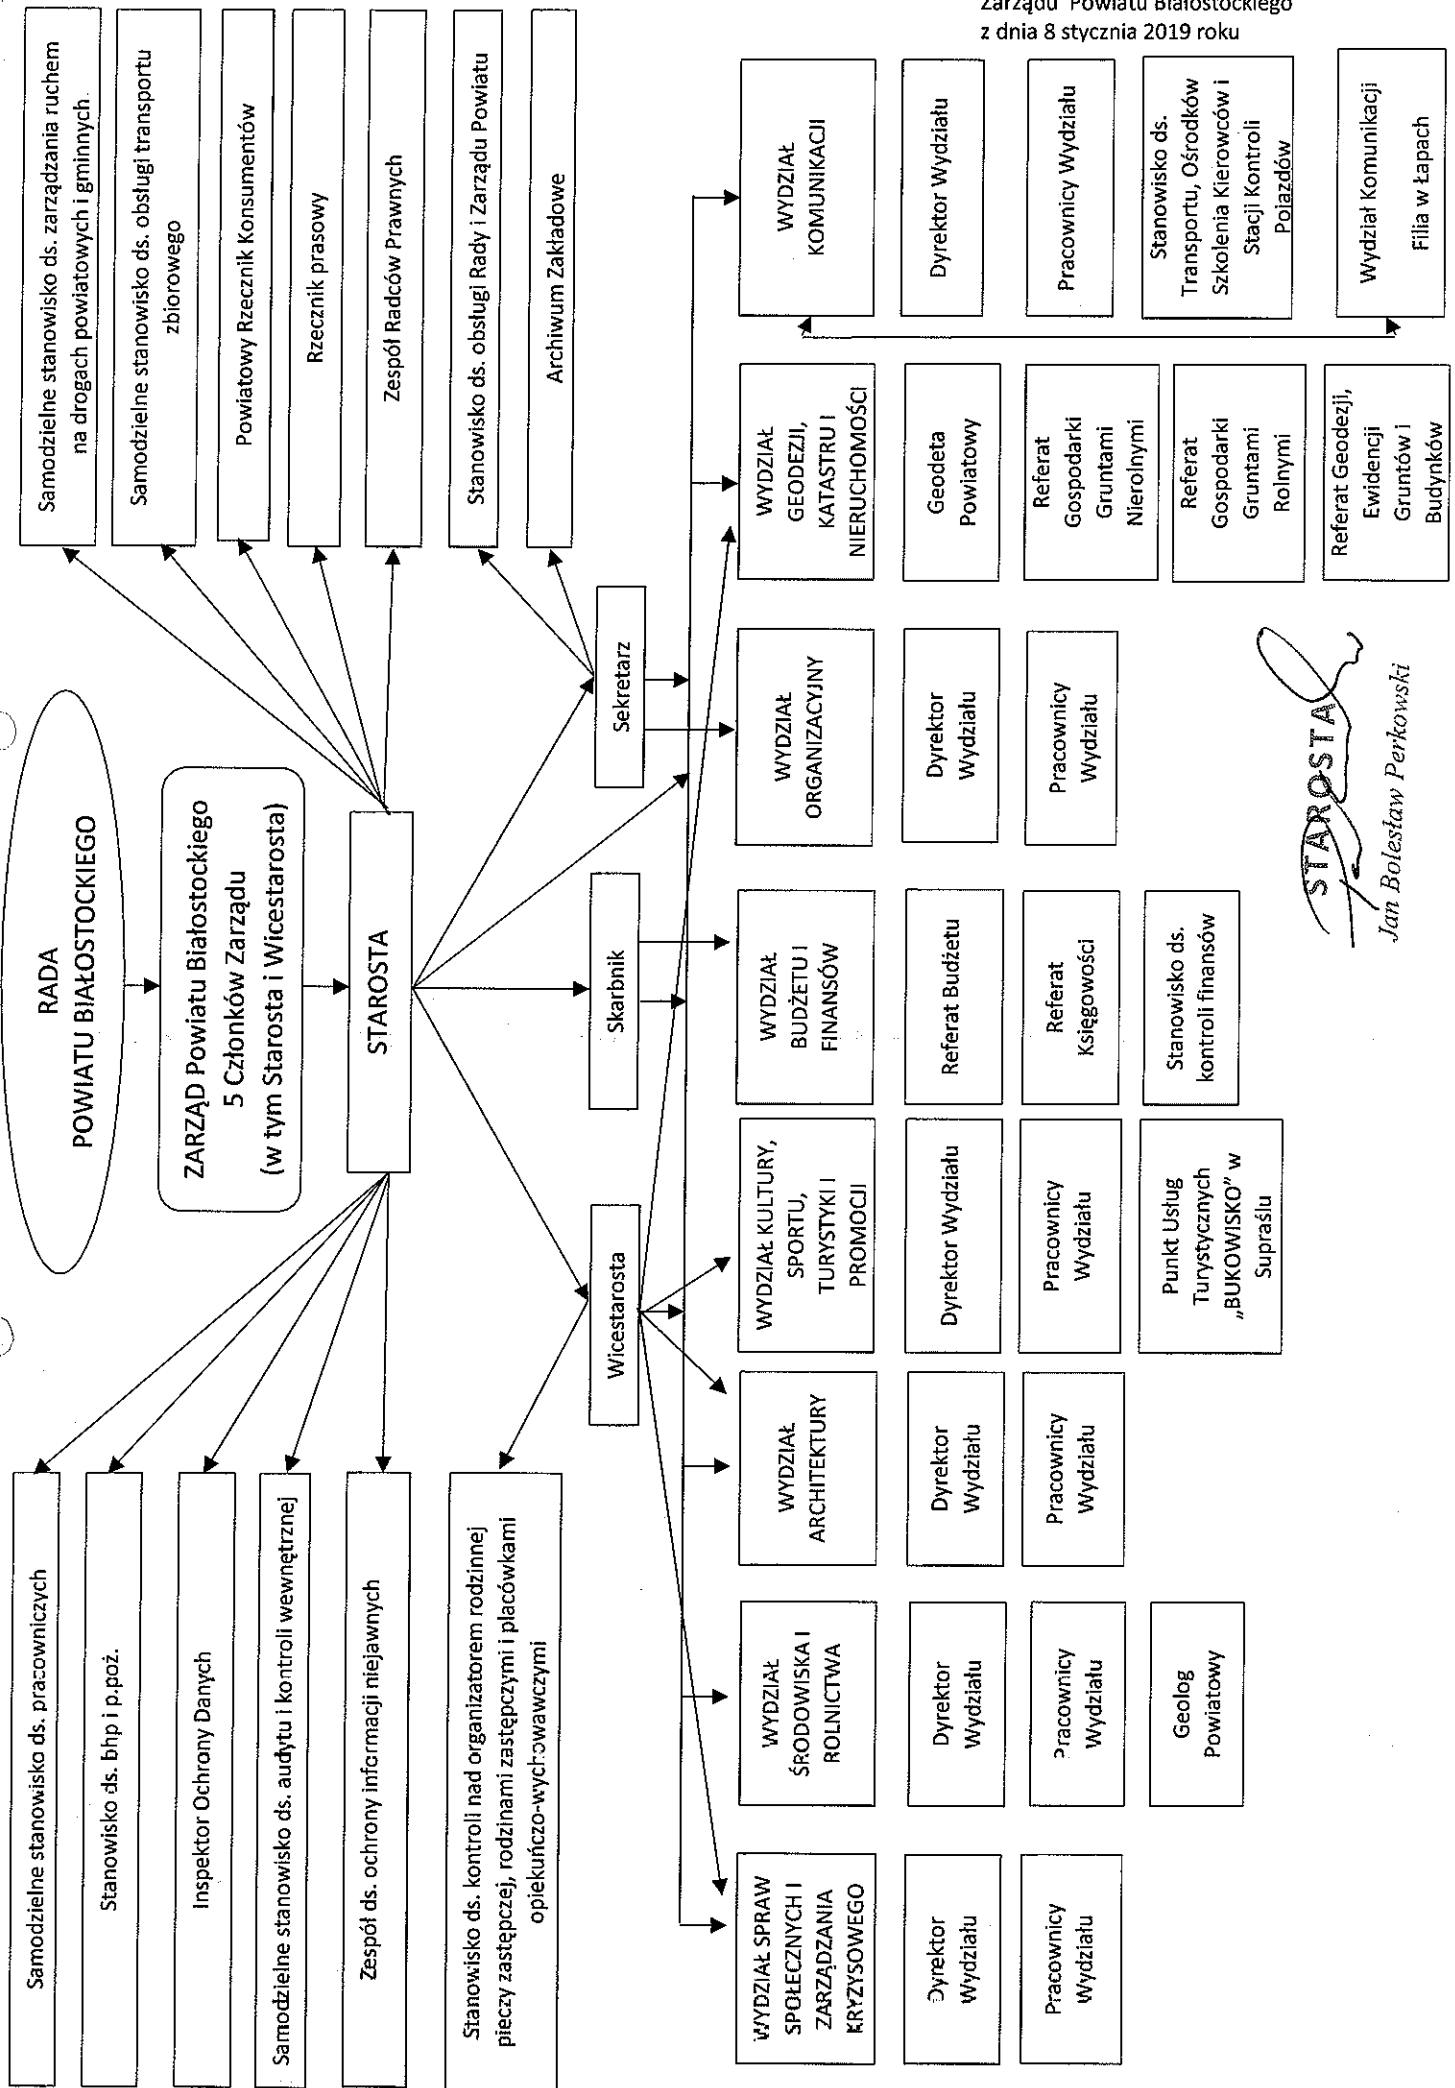 Zarządu Powiatu Białostockiego
z dnia 8 stycznia 2019 roku
RADA
POWIATU BIAŁOSTOCKIEGO
ZARZĄD Powiatu Białostockiego
5 Członków Zarządu
(w tym Starosta i Wicestarosta)
STAROSTA
Samodzielne stanowisko ds. pracowniczych
Stanowisko ds. bhp i p.poż.
Inspektor Ochrony Danych
Samodzielne stanowisko ds. audytu i kontroli wewnętrznej
Zespół ds. ochrony informacji niejawnych
Stanowisko ds. kontroli nad organizatorem rodzinnej
pieczy zastępczej, rodzinami zastępczymi i placówkami
opiekuńczo-wychowawczymi
Samodzielne stanowisko ds. zarządzania ruchem
na drogach powiatowych i gminnych
Samodzielne stanowisko ds. obsługi transportu
zbiorowego
Powiatowy Rzecznik Konsumentów
Rzecznik prasowy
Zespół Radców Prawnych
Stanowisko ds. obsługi Rady i Zarządu Powiatu
Archiwum Zakładowe
Wicestarosta
Skarbnik
Sekretarz
WYDZIAŁ SPRAW
SPOŁECZNYCH I
ZARZĄDZANIA
KRYZYSOWEGO
Dyrektor
Wydziału
Pracownicy
Wydziału
WYDZIAŁ
ŚRODOWISKA I
ROLNICTWA
Dyrektor
Wydziału
Pracownicy
Wydziału
Geolog
Powiatowy
WYDZIAŁ
ARCHITEKTURY
Dyrektor
Wydziału
Pracownicy
Wydziału
WYDZIAŁ KULTURY,
SPORTU,
TURYSTYKI I
PROMOCJI
Dyrektor Wydziału
Pracownicy
Wydziału
Punkt Usług
Turystycznych
„BUKOWISKO” w
Supraślu
WYDZIAŁ
BUDŻETU I
FINANSÓW
Referat Budżetu
Referat
Księgowości
Stanowisko ds.
kontroli finansów
WYDZIAŁ
ORGANIZACYJNY
Dyrektor
Wydziału
Pracownicy
Wydziału
WYDZIAŁ
GEODEZJI,
KATASTRU I
NIERUCHOMOŚCI
Geodeta
Powiatowy
Referat
Gospodarki
Gruntami
Nierolnymi
Referat
Gospodarki
Gruntami
Rolnymi
Referat Geodezji,
Ewidencji
Gruntów i
Budynków
WYDZIAŁ
KOMUNIKACJI
Dyrektor Wydziału
Pracownicy Wydziału
Stanowisko ds.
Transportu, Ośrodków
Szkolenia Kierowców i
Stacji Kontroli
Pojazdów
Wydział Komunikacji
Filia w Łapach
STAROSTA
Jan Bolesław Perkowski